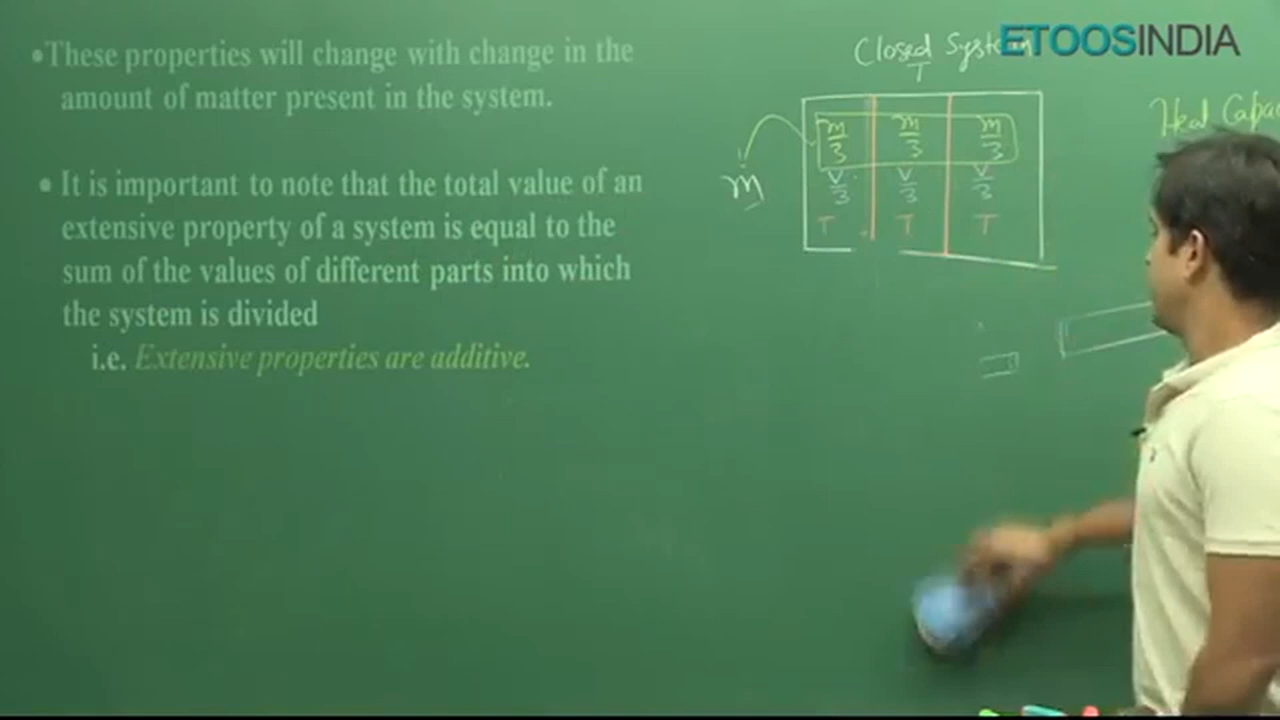 •These properties will change with change in the
amount of matter present in the system.
• It is important to note that the total value of an
extensive property of a system is equal to the
sum of the values of different parts into which
the system is divided
i.e. Extensive properties are additive.
ETOOSINDIA
Closed System
T
m/3 m/3 m/3
m
V/3 V/3 V/3
T T T
Heat